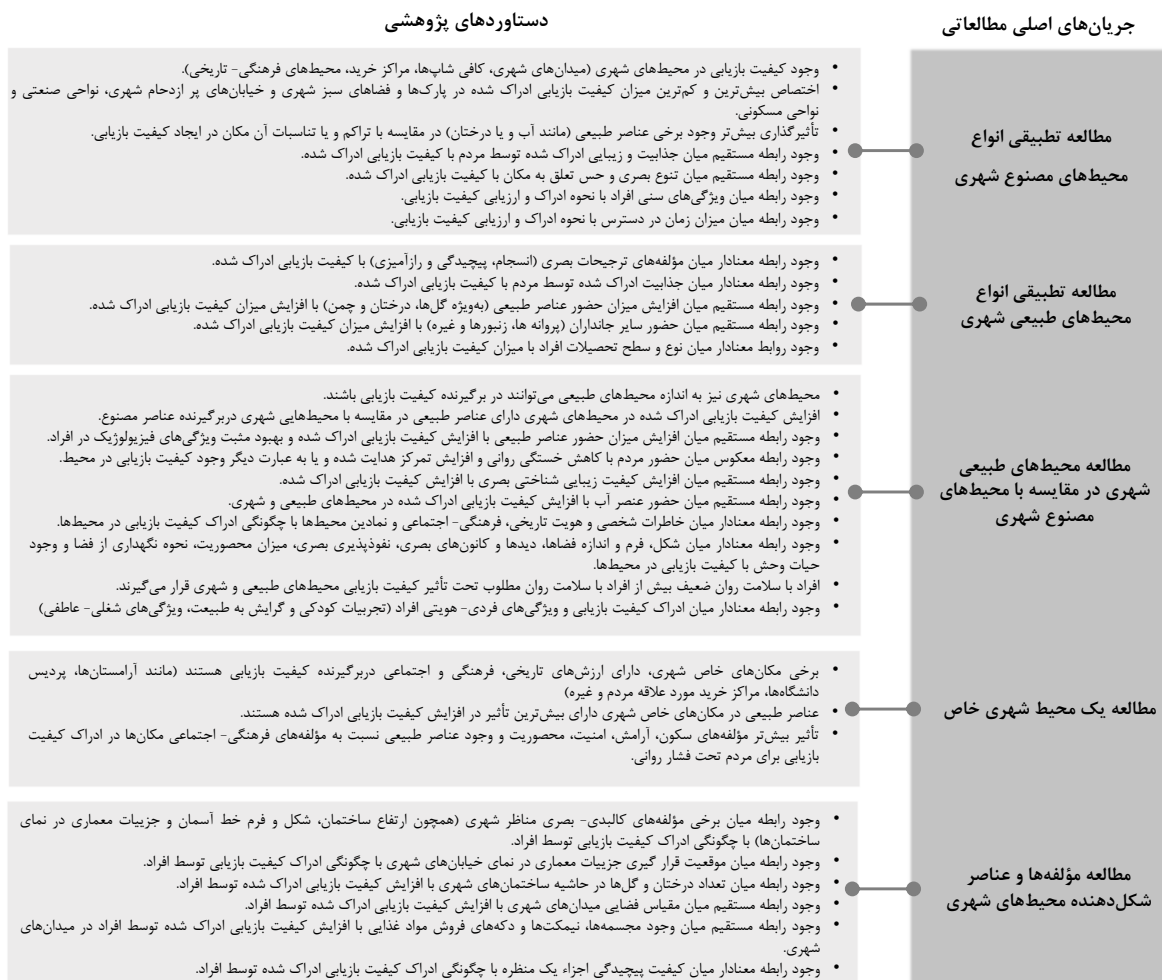 جریان‌های اصلی مطالعاتی
دستاوردهای پژوهشی
مطالعه تطبیقی انواع
محیط‌های مصنوع شهری
• وجود کیفیت بازیابی در محیط‌های شهری (میدان‌های شهری، کافی شاپ‌ها، مراکز خرید، محیط‌های فرهنگی- تاریخی).
• اختصاص بیش‌ترین و کم‌ترین میزان کیفیت بازیابی ادراک شده در پارک‌ها و فضاهای سبز شهری و خیابان‌های پر ازدحام شهری، نواحی صنعتی و
نواحی مسکونی.
• تأثیرگذاری بیش‌تر وجود برخی عناصر طبیعی (مانند آب و یا درختان) در مقایسه با تراکم و یا تناسبات آن مکان در ایجاد کیفیت بازیابی.
• وجود رابطه مستقیم میان جذابیت و زیبایی ادراک شده توسط مردم با کیفیت بازیابی ادراک شده.
• وجود رابطه مستقیم میان تنوع بصری و حس تعلق به مکان با کیفیت بازیابی ادراک شده.
• وجود رابطه میان ویژگی‌های سنی افراد با نحوه ادراک و ارزیابی کیفیت بازیابی.
• وجود رابطه میان میزان زمان در دسترس با نحوه ادراک و ارزیابی کیفیت بازیابی.
مطالعه تطبیقی انواع
محیط‌های طبیعی شهری
• وجود رابطه معنادار میان مؤلفه‌های ترجیحات بصری (انسجام، پیچیدگی و رازآمیزی) با کیفیت بازیابی ادراک شده.
• وجود رابطه معنادار میان جذابیت ادراک شده توسط مردم با کیفیت بازیابی ادراک شده.
• وجود رابطه مستقیم میان افزایش میزان حضور عناصر طبیعی (به‌ویژه گل‌ها، درختان و چمن) با افزایش میزان کیفیت بازیابی ادراک شده.
• وجود رابطه مستقیم میان حضور سایر جانداران (پروانه ها، زنبورها و غیره) با افزایش میزان کیفیت بازیابی ادراک شده.
• وجود روابط معنادار میان نوع و سطح تحصیلات افراد با میزان کیفیت بازیابی ادراک شده.
مطالعه محیط‌های طبیعی
شهری در مقایسه با محیط‌های
مصنوع شهری
• محیط‌های شهری نیز به اندازه محیط‌های طبیعی می‌توانند در برگیرنده کیفیت بازیابی باشند.
• افزایش کیفیت بازیابی ادراک شده در محیط‌های شهری دارای عناصر طبیعی در مقایسه با محیط‌هایی شهری دربرگیرنده عناصر مصنوع.
• وجود رابطه مستقیم میان افزایش میزان حضور عناصر طبیعی با افزایش کیفیت بازیابی ادراک شده و بهبود مثبت ویژگی‌های فیزیولوژیک در افراد.
• وجود رابطه معکوس میان حضور مردم با کاهش خستگی روانی و افزایش تمرکز هدایت شده و یا به عبارت دیگر وجود کیفیت بازیابی در محیط.
• وجود رابطه مستقیم میان افزایش کیفیت زیبایی شناختی بصری با افزایش کیفیت بازیابی ادراک شده.
• وجود رابطه مستقیم میان حضور عنصر آب با افزایش کیفیت بازیابی ادراک شده در محیط‌های طبیعی و شهری.
• وجود رابطه معنادار میان خاطرات شخصی و هویت تاریخی، فرهنگی- اجتماعی و نمادین محیط‌ها با چگونگی ادراک کیفیت بازیابی در محیط‌ها.
• وجود رابطه معنادار میان شکل، فرم و اندازه فضاها، دیدها و کانون‌های بصری، نفوذپذیری بصری، میزان محصوریت، نحوه نگهداری از فضا و وجود
حیات وحش با کیفیت بازیابی در محیط‌ها.
• افراد با سلامت روان ضعیف بیش از افراد با سلامت روان مطلوب تحت تأثیر کیفیت بازیابی محیط‌های طبیعی و شهری قرار می‌گیرند.
• وجود رابطه معنادار میان ادراک کیفیت بازیابی و ویژگی‌های فردی- هویتی افراد (تجربیات کودکی و گرایش به طبیعت، ویژگی‌های شغلی- عاطفی)
مطالعه یک محیط شهری خاص
• برخی مکان‌های خاص شهری، دارای ارزش‌های تاریخی، فرهنگی و اجتماعی دربرگیرنده کیفیت بازیابی هستند (مانند آرامستان‌ها، پردیس
دانشگاه‌ها، مراکز خرید مورد علاقه مردم و غیره)
• عناصر طبیعی در مکان‌های خاص شهری دارای بیش‌ترین تأثیر در افزایش کیفیت بازیابی ادراک شده هستند.
• تأثیر بیش‌تر مؤلفه‌های سکون، آرامش، امنیت، محصوریت و وجود عناصر طبیعی نسبت به مؤلفه‌های فرهنگی- اجتماعی مکان‌ها در ادراک کیفیت
بازیابی برای مردم تحت فشار روانی.
مطالعه مؤلفه‌ها و عناصر
شکل‌دهنده محیط‌های شهری
• وجود رابطه میان برخی مؤلفه‌های کالبدی- بصری مناظر شهری (همچون ارتفاع ساختمان، شکل و فرم خط آسمان و جزییات معماری در نمای
ساختمان‌ها) با چگونگی ادراک کیفیت بازیابی توسط افراد.
• وجود رابطه میان موقعیت قرار گیری جزییات معماری در نمای خیابان‌های شهری با چگونگی ادراک کیفیت بازیابی توسط افراد.
• وجود رابطه میان تعداد درختان و گل‌ها در حاشیه ساختمان‌های شهری با افزایش کیفیت بازیابی ادراک شده توسط افراد.
• وجود رابطه مستقیم میان مقیاس فضایی میدان‌های شهری با افزایش کیفیت بازیابی ادراک شده توسط افراد.
• وجود رابطه مستقیم میان وجود مجسمه‌ها، نیمکت‌ها و دکه‌های فروش مواد غذایی با افزایش کیفیت بازیابی ادراک شده توسط افراد در میدان‌های
شهری.
• وجود رابطه معنادار میان کیفیت پیچیدگی اجزاء یک منظره با چگونگی ادراک کیفیت بازیابی ادراک شده توسط افراد.